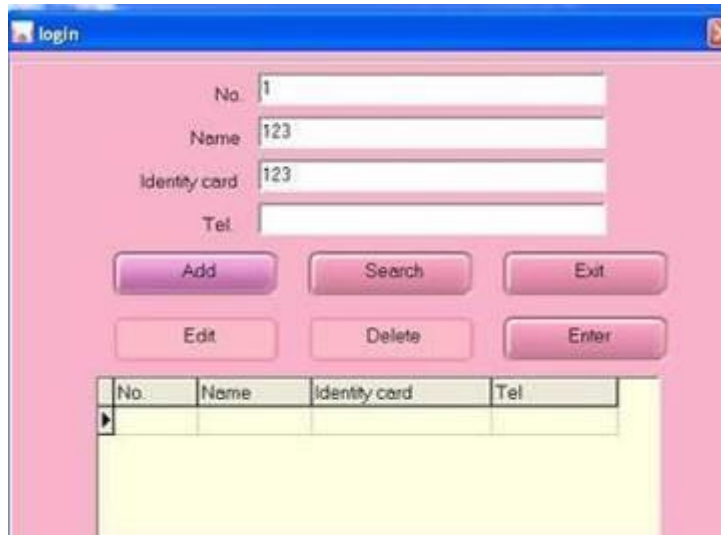 login
No. 1
Name 123
Identity card 123
Tel.
Add Search Exit
Edit Delete Enter
No. Name Identity card Tel